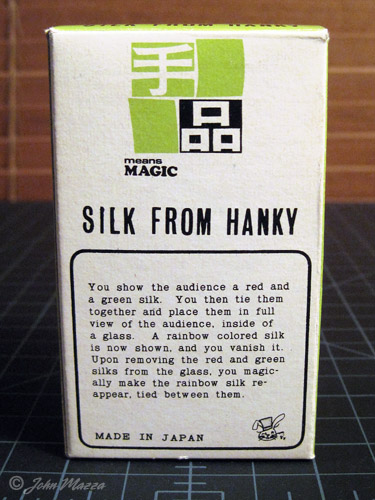 SILK FROM HANKY
手品
means
MAGIC
SILK FROM HANKY
You show the audience a red and
a green silk. You then tie them
together and place them in full
view of the audience, inside of
a glass. A rainbow colored silk
is now shown, and you vanish it.
Upon removing the red and green
silks from the glass, you magic-
ally make the rainbow silk re-
appear, tied between them.
MADE IN JAPAN
© John Mazza